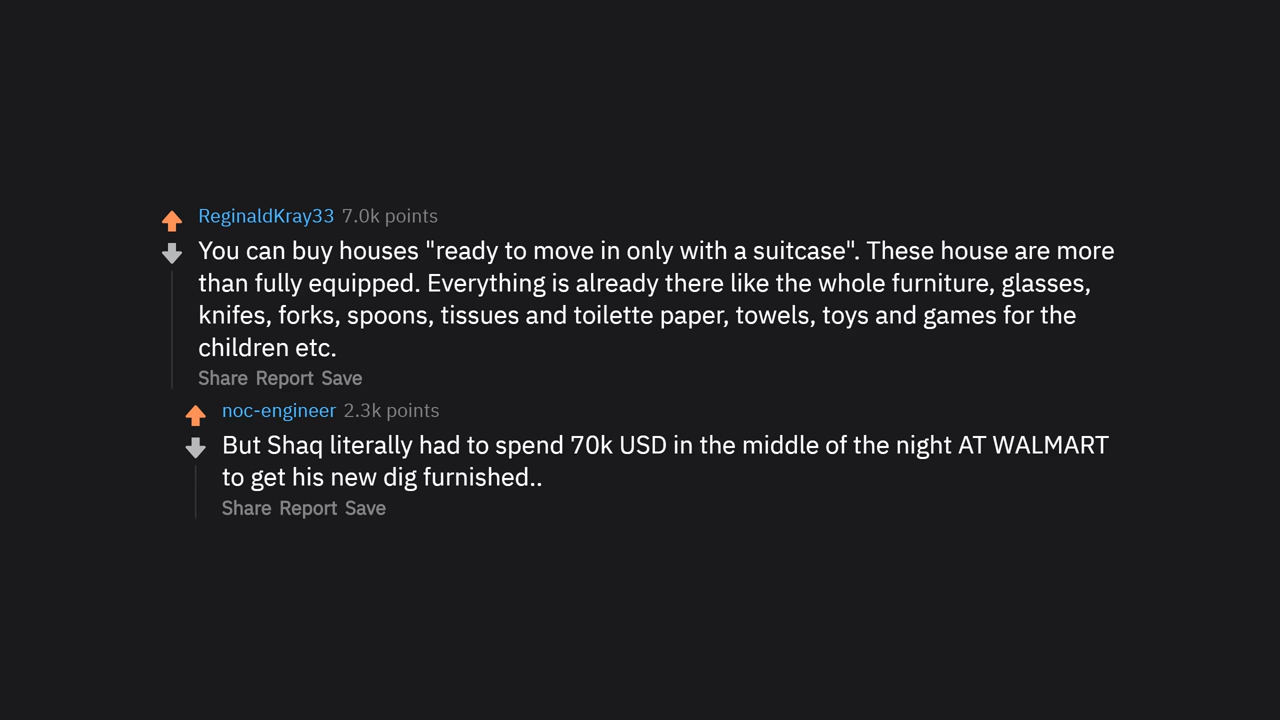 ReginaldKray33 7.0k points
You can buy houses "ready to move in only with a suitcase". These house are more
than fully equipped. Everything is already there like the whole furniture, glasses,
knifes, forks, spoons, tissues and toilette paper, towels, toys and games for the
children etc.
Share Report Save
noc-engineer 2.3k points
But Shaq literally had to spend 70k USD in the middle of the night AT WALMART
to get his new dig furnished..
Share Report Save